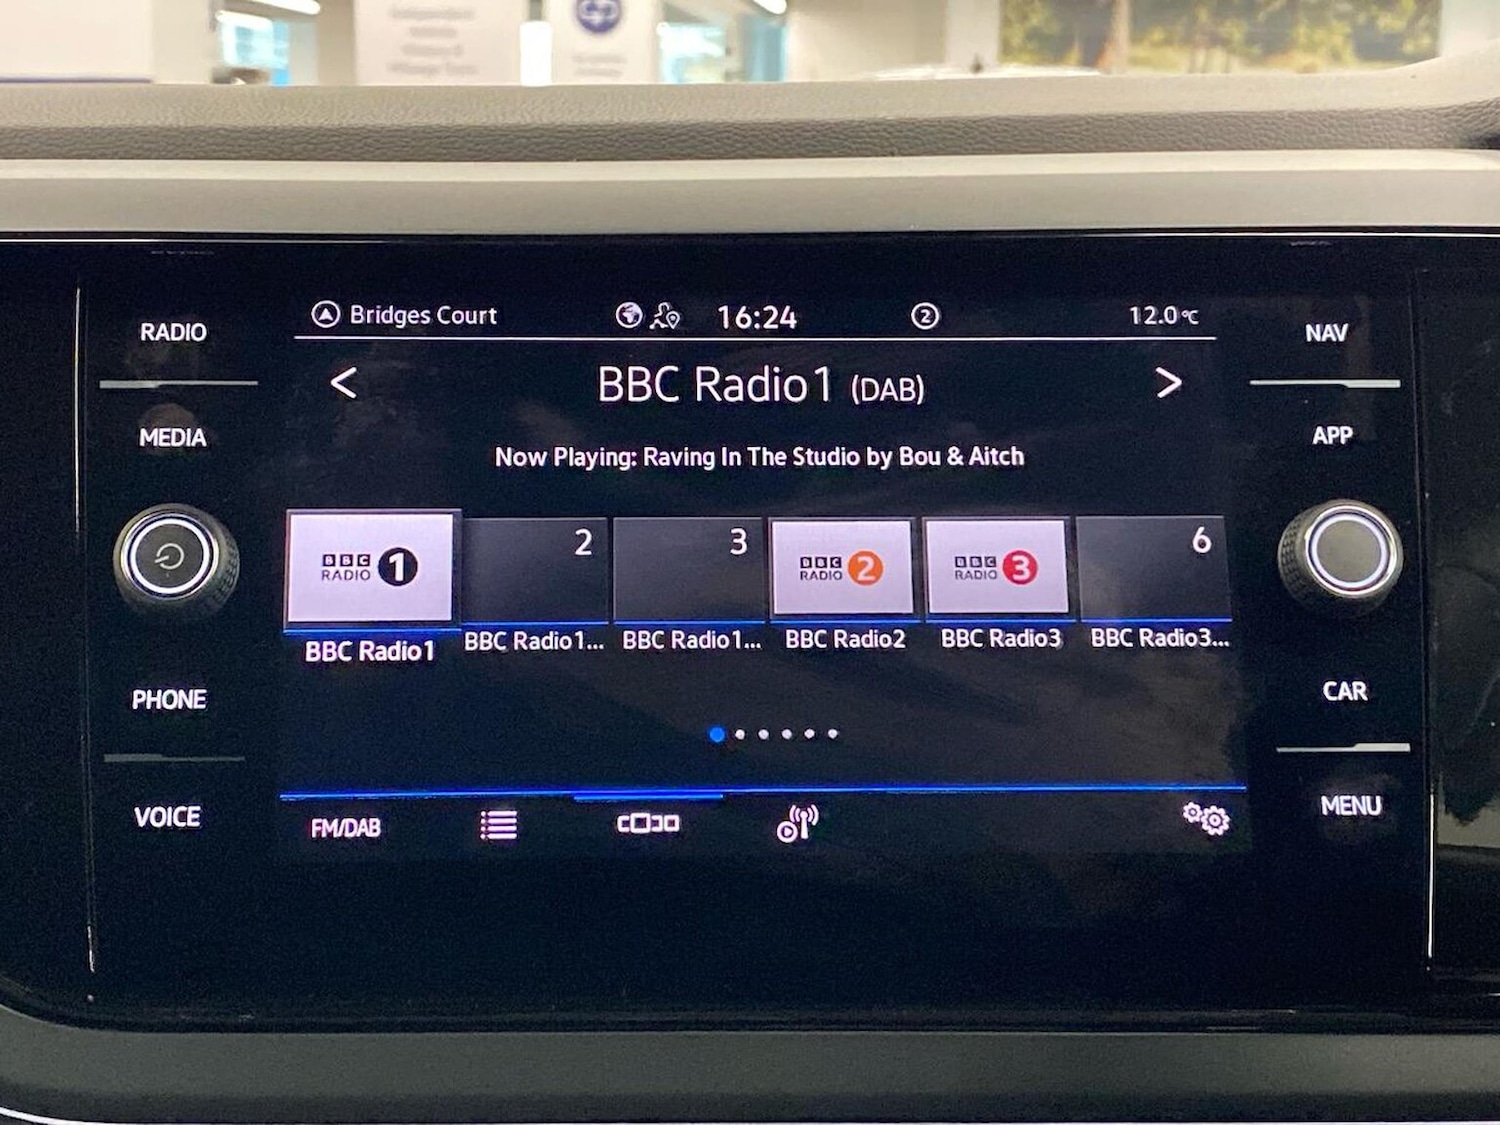 RADIO
MEDIA
PHONE
VOICE
Bridges Court
16:24
2
12.0°C
BBC Radio1 (DAB)
Now Playing: Raving In The Studio by Bou & Aitch
BBC
RADIO 1
2
3
BBC
RADIO 2
BBC
RADIO 3
6
BBC Radio1
BBC Radio1...
BBC Radio1...
BBC Radio2
BBC Radio3
BBC Radio3...
FM/DAB
NAV
APP
CAR
MENU